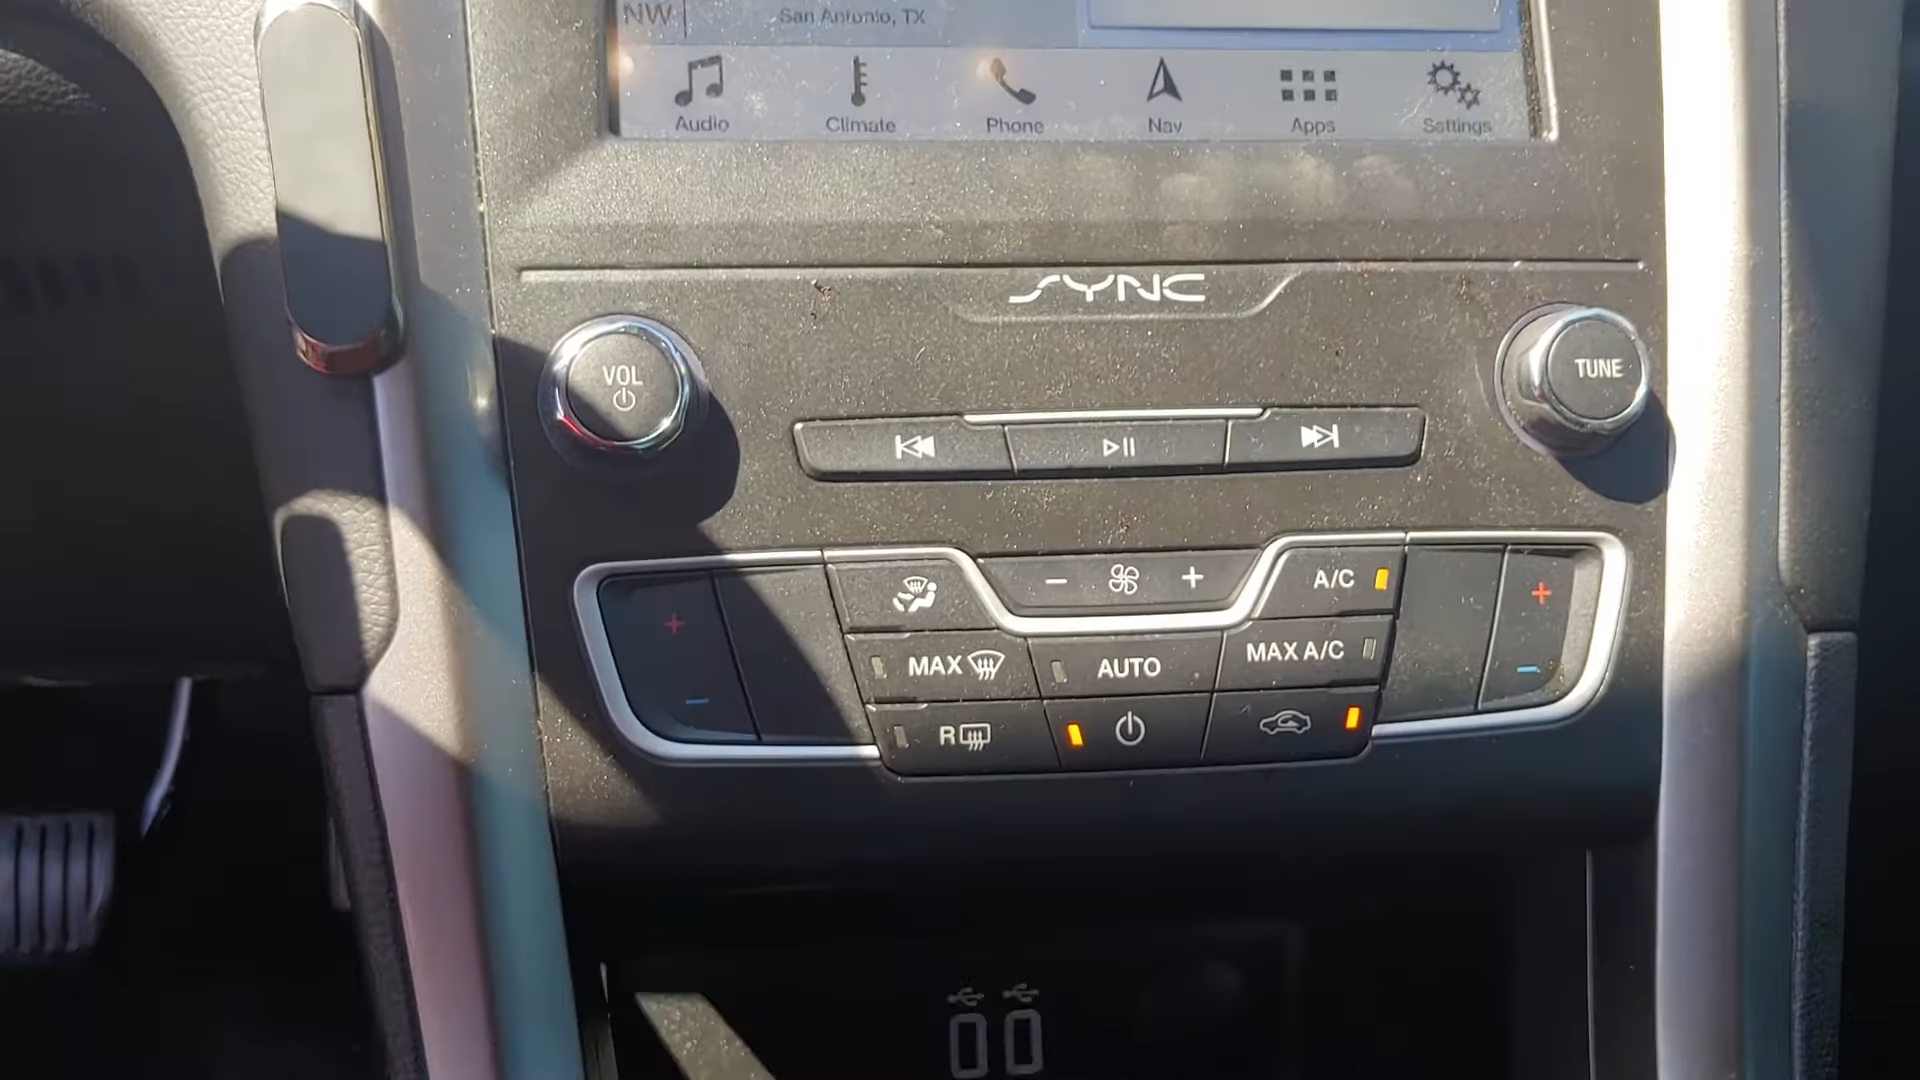 NW
San Antonio, TX
Audio
Climate
Phone
Nav
Apps
Settings
SYNC
VOL
TUNE
A/C
MAX
AUTO
MAX A/C
R